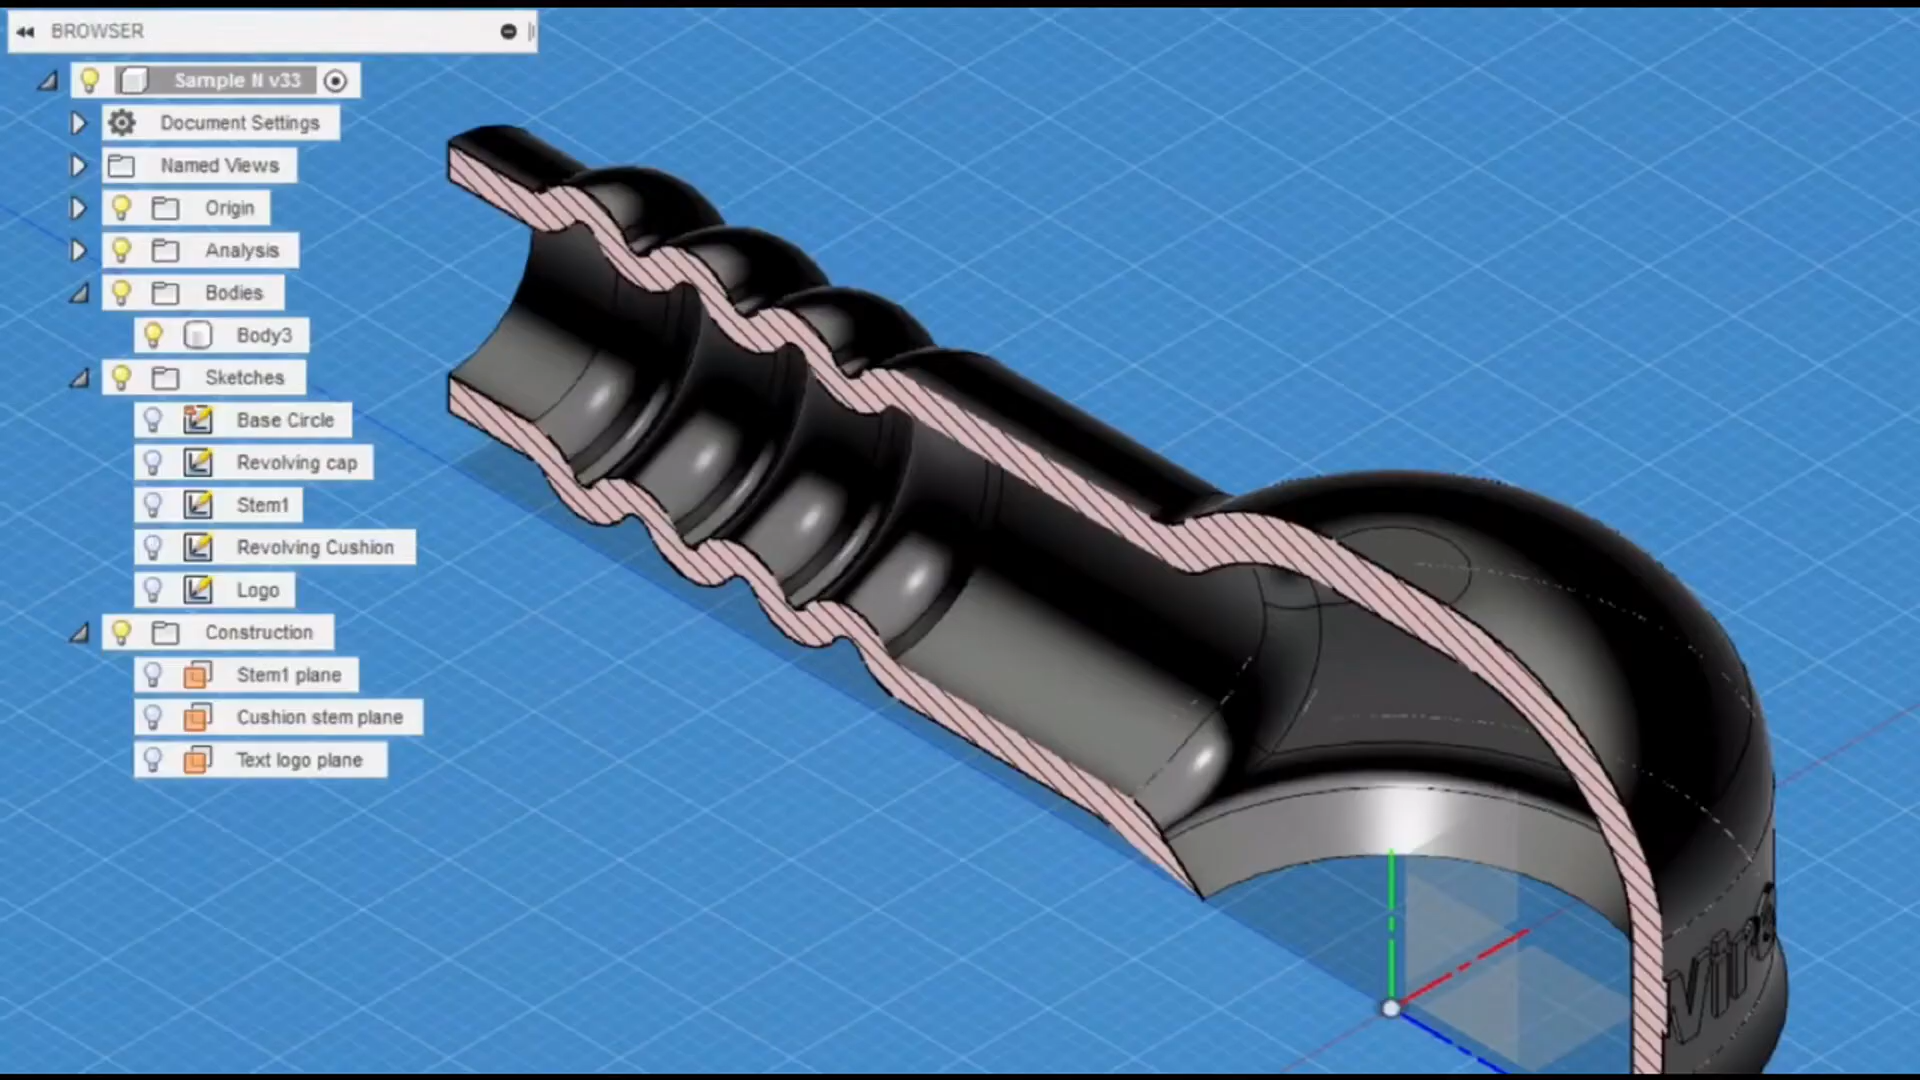 BROWSER
Sample N v33
Document Settings
Named Views
Origin
Analysis
Bodies
Body3
Sketches
Base Circle
Revolving cap
Stem1
Revolving Cushion
Logo
Construction
Stem1 plane
Cushion stem plane
Text logo plane